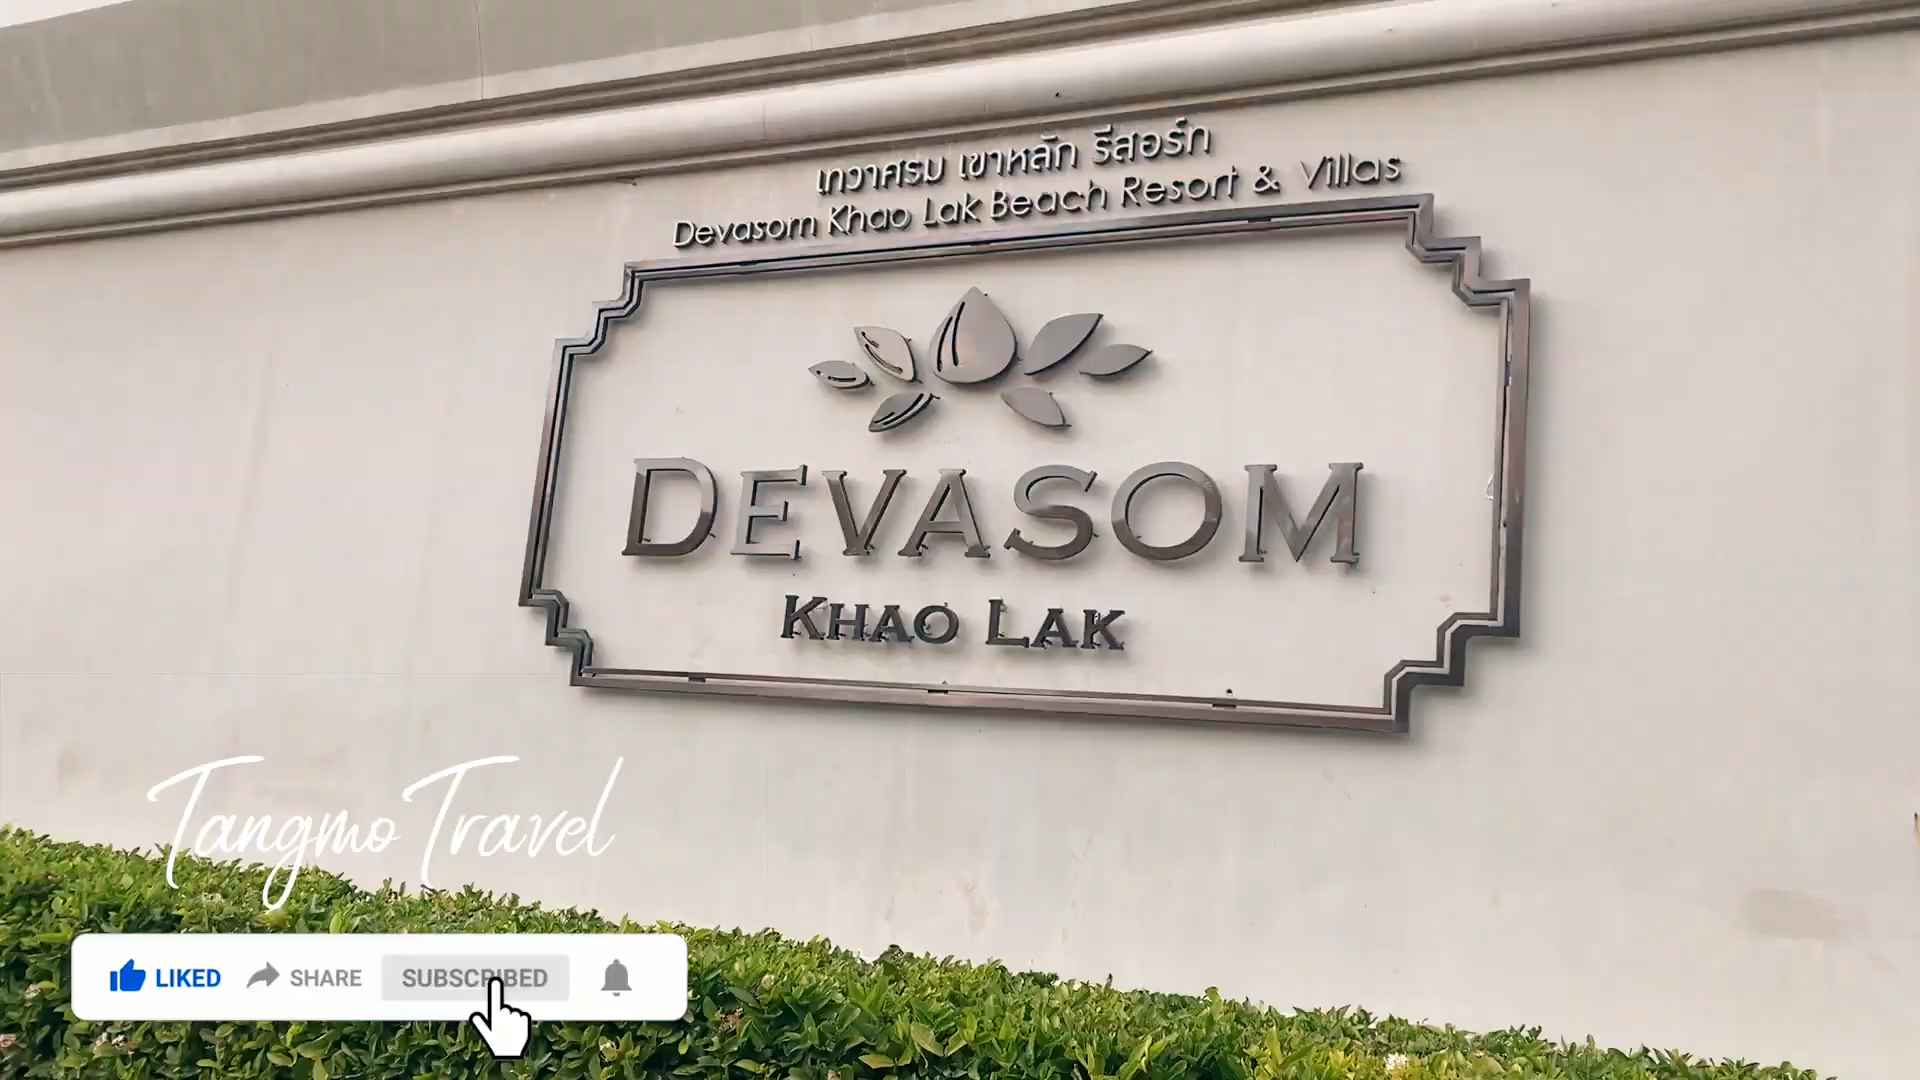 เทวาศรม เขาหลัก รีสอร์ท
Devasom Khao Lak Beach Resort & Villas
DEVASOM
KHAO LAK
Tangmo Travel
LIKED SHARE SUBSCRIBED